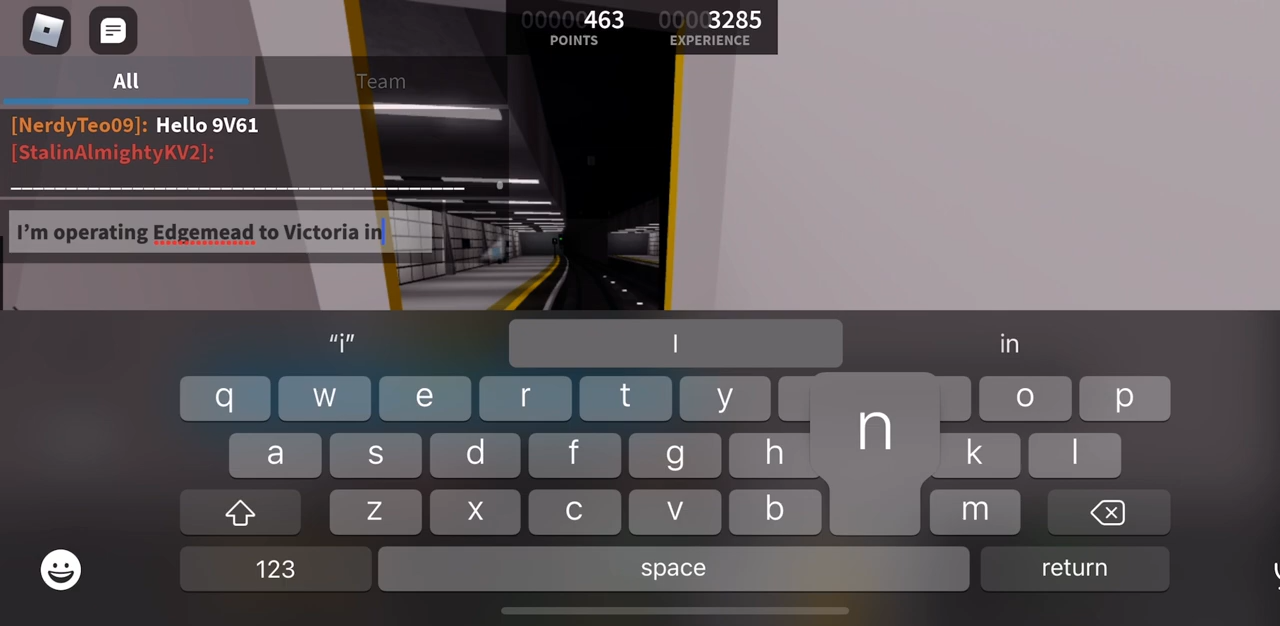 00000463
POINTS
00003285
EXPERIENCE
All
Team
[NerdyTeo09]: Hello 9V61
[StalinAlmightyKV2]:
I'm operating Edgemead to Victoria in
“i”
I
in
q w e r t y o p
a s d f g h k l
n
z x c v b m
123
space
return